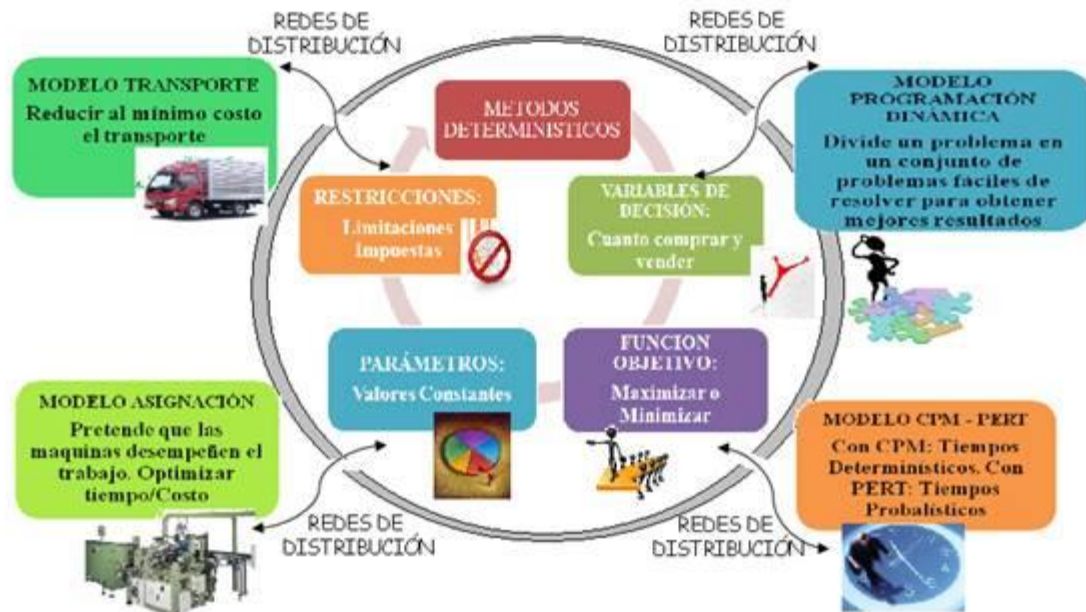 REDES DE
DISTRIBUCIÓN
REDES DE
DISTRIBUCIÓN
MODELO TRANSPORTE
Reducir al mínimo costo
el transporte
METODOS
DETERMINISTICOS
MODELO
PROGRAMACIÓN
DINÁMICA
Divide un problema en
un conjunto de
problemas fáciles de
resolver para obtener
mejores resultados
RESTRICCIONES:
Limitaciones
Impuestas
VARIABLES DE
DECISIÓN:
Cuanto comprar y
vender
PARÁMETROS:
Valores Constantes
FUNCION
OBJETIVO:
Maximizar o
Minimizar
MODELO ASIGNACIÓN
Pretende que las
maquinas desempeñen el
trabajo. Optimizar
tiempo/Costo
MODELO CPM - PERT
Con CPM: Tiempos
Determinísticos. Con
PERT: Tiempos
Probalísticos
REDES DE
DISTRIBUCIÓN
REDES DE
DISTRIBUCIÓN